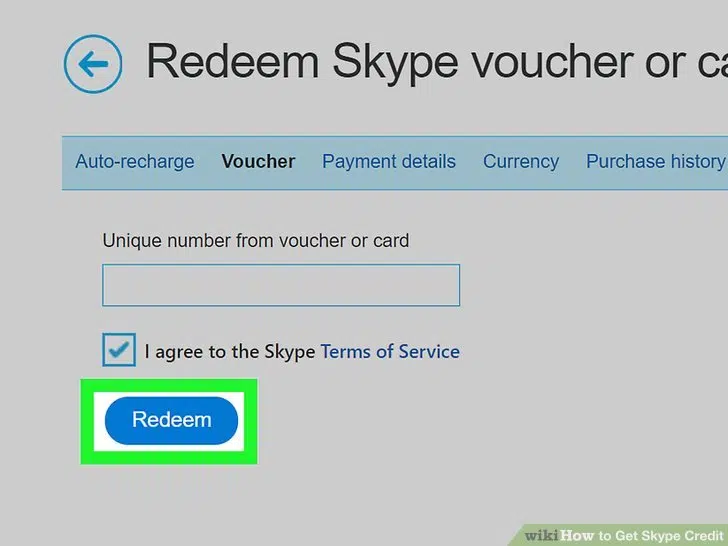 Redeem Skype voucher or ca
Auto-recharge Voucher Payment details Currency Purchase history
Unique number from voucher or card
I agree to the Skype Terms of Service
Redeem
wikiHow to Get Skype Credit